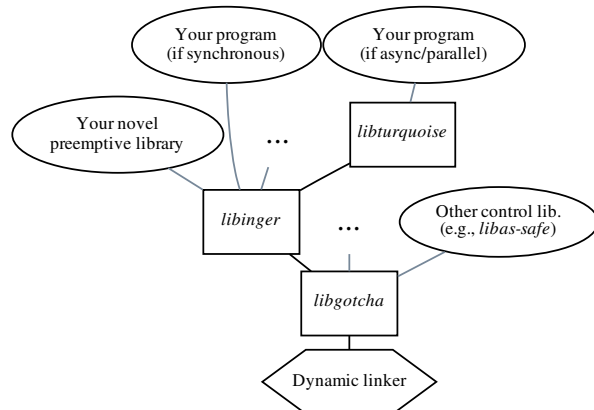 Your program
(if synchronous)
Your program
(if async/parallel)
Your novel
preemptive library
...
libturquoise
libinger
...
Other control lib.
(e.g., libas-safe)
libgotcha
Dynamic linker